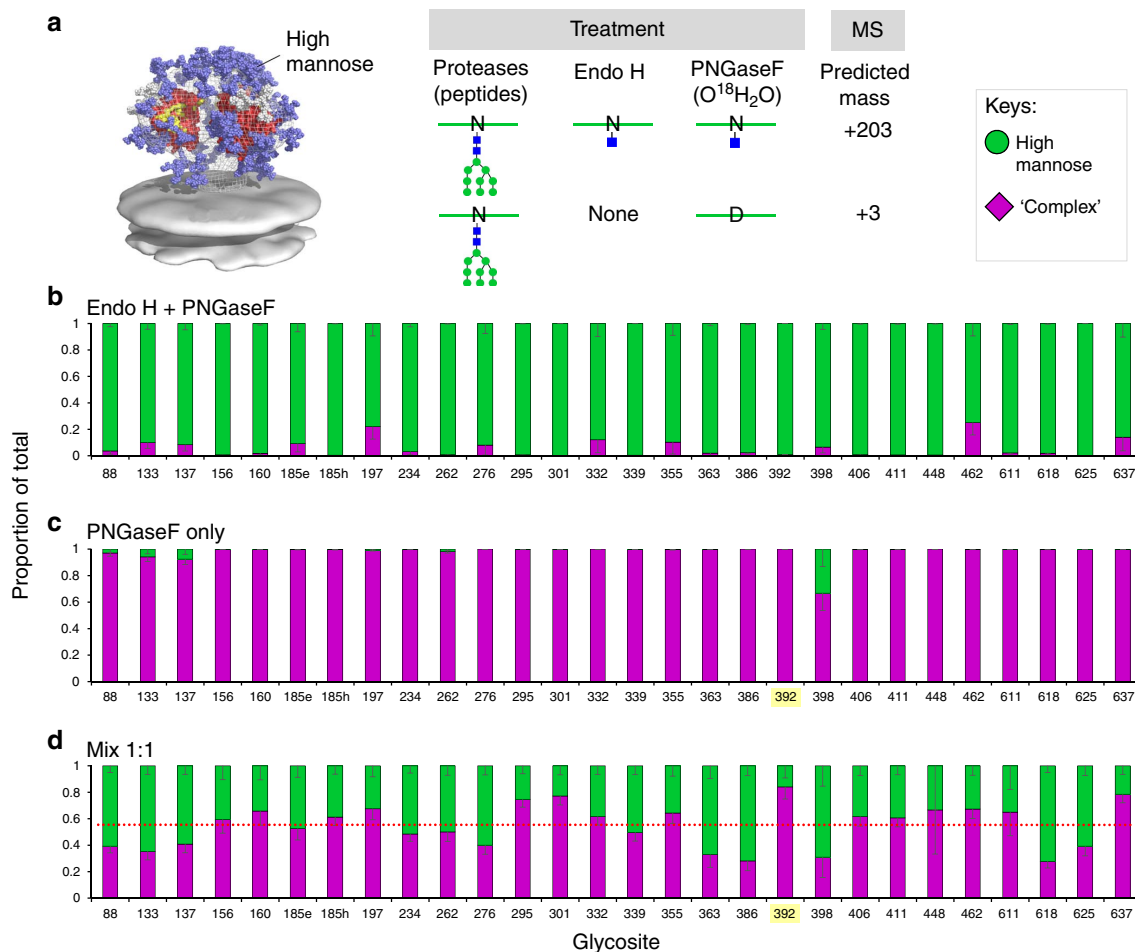 a
High
mannose
Treatment
MS
Proteases
(peptides)
Endo H
PNGaseF
(O¹⁸H₂O)
Predicted
mass
N
N
N
+203
N
None
D
+3
Keys:
High
mannose
'Complex'
b
Endo H + PNGaseF
1
0.8
0.6
0.4
0.2
0
88 133 137 156 160 185e 185h 197 234 262 276 295 301 332 339 355 363 386 392 398 406 411 448 462 611 618 625 637
c
PNGaseF only
1
0.8
0.6
0.4
0.2
0
88 133 137 156 160 185e 185h 197 234 262 276 295 301 332 339 355 363 386 392 398 406 411 448 462 611 618 625 637
d
Mix 1:1
1
0.8
0.6
0.4
0.2
0
88 133 137 156 160 185e 185h 197 234 262 276 295 301 332 339 355 363 386 392 398 406 411 448 462 611 618 625 637
Proportion of total
Glycosite